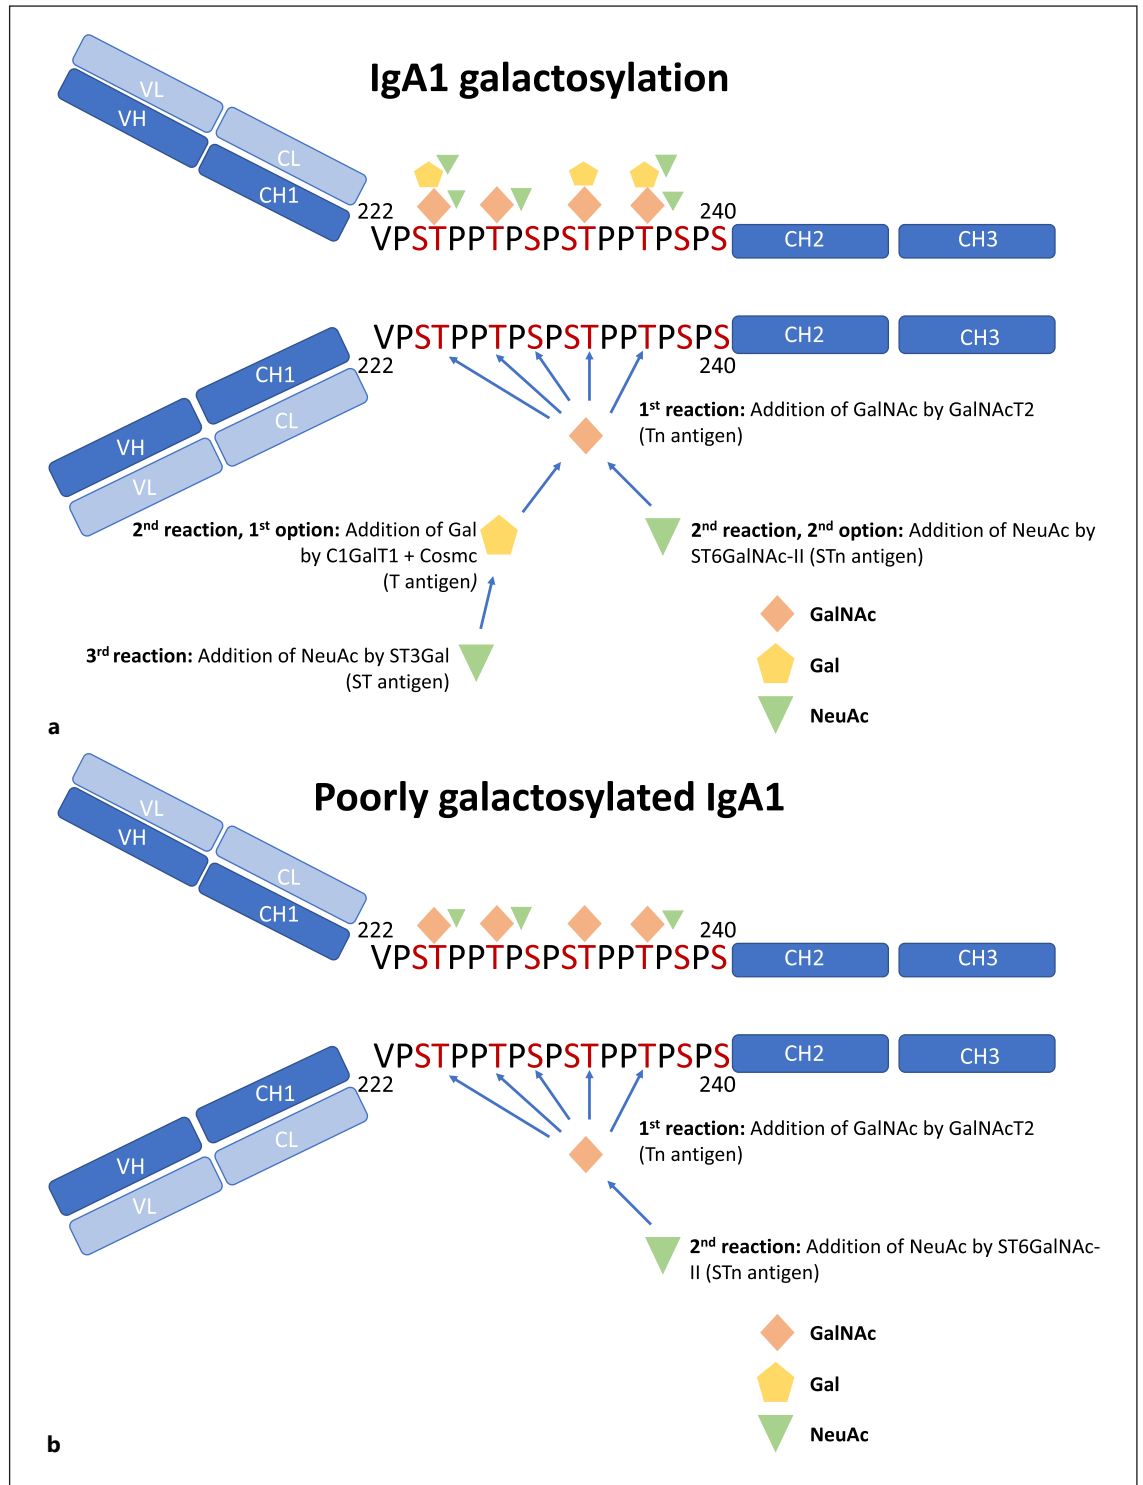 IgA1 galactosylation
VL
VH
CL
CH1
222
240
VPSTPPTPSPSTPPTPSPS
CH2
CH3
VPSTPPTPSPSTPPTPSPS
CH2
CH3
222
240
CH1
CL
VH
VL
1st reaction: Addition of GalNAc by GalNAcT2
(Tn antigen)
2nd reaction, 1st option: Addition of Gal
by C1GalT1 + Cosmc
(T antigen)
2nd reaction, 2nd option: Addition of NeuAc by
ST6GalNAc-II (STn antigen)
3rd reaction: Addition of NeuAc by ST3Gal
(ST antigen)
GalNAc
Gal
NeuAc
a
Poorly galactosylated IgA1
VL
VH
CL
CH1
222
240
VPSTPPTPSPSTPPTPSPS
CH2
CH3
VPSTPPTPSPSTPPTPSPS
CH2
CH3
222
240
CH1
CL
VH
VL
1st reaction: Addition of GalNAc by GalNAcT2
(Tn antigen)
2nd reaction: Addition of NeuAc by ST6GalNAc-
II (STn antigen)
GalNAc
Gal
NeuAc
b